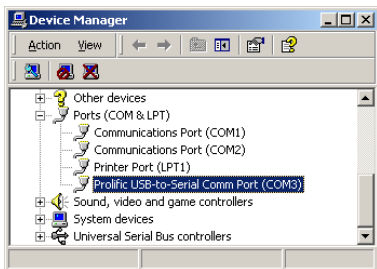 Device Manager
Action View
Other devices
Ports (COM & LPT)
Communications Port (COM1)
Communications Port (COM2)
Printer Port (LPT1)
Prolific USB-to-Serial Comm Port (COM3)
Sound, video and game controllers
System devices
Universal Serial Bus controllers